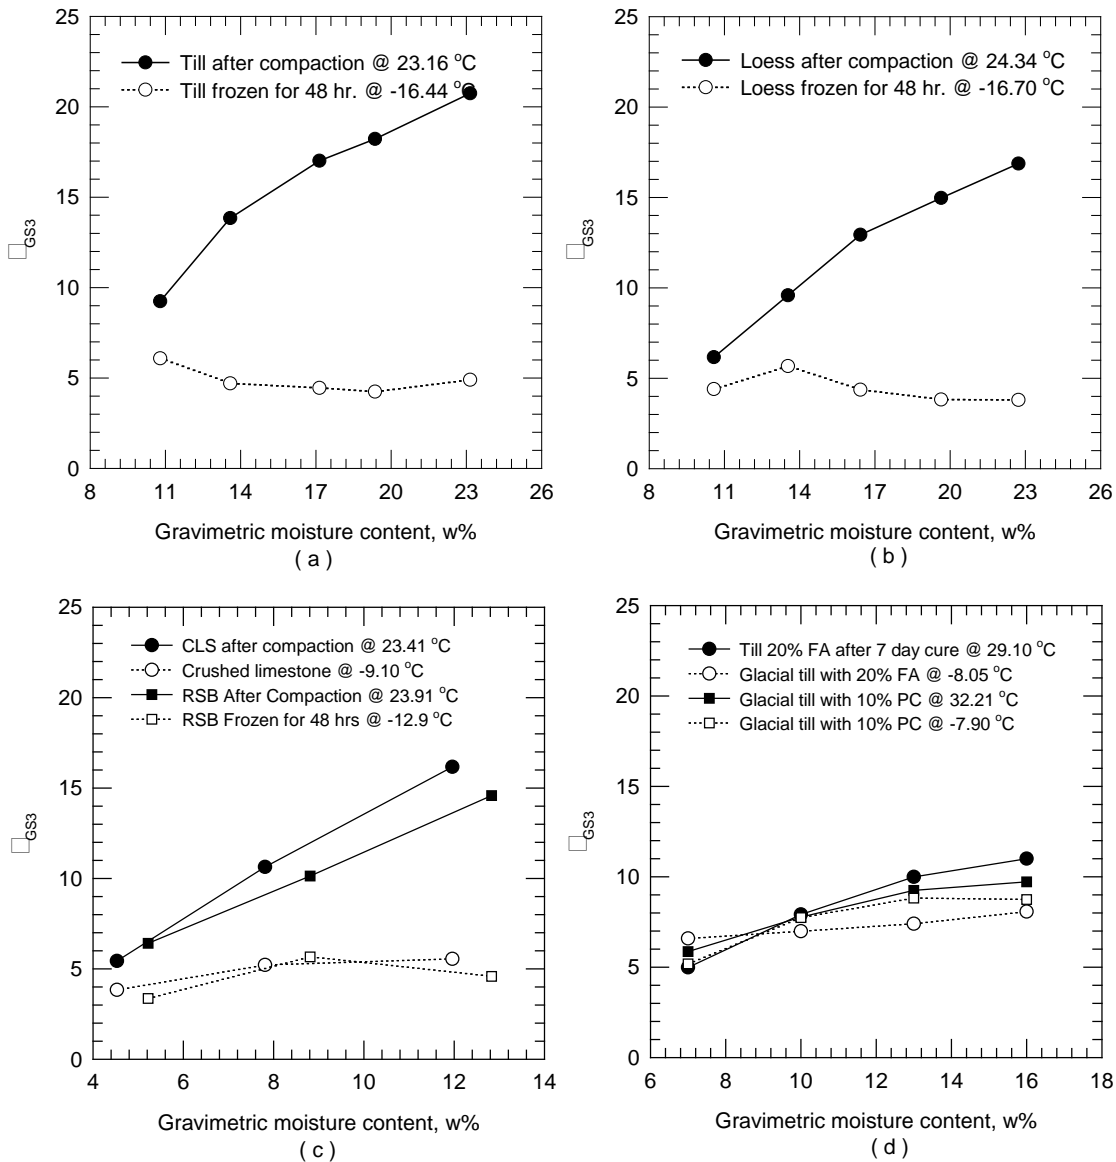 25
20
15
10
5
0
□GS3
Till after compaction @ 23.16 °C
Till frozen for 48 hr. @ -16.44 °C
8 11 14 17 20 23 26
Gravimetric moisture content, w%
( a )
25
20
15
10
5
0
□GS3
Loess after compaction @ 24.34 °C
Loess frozen for 48 hr. @ -16.70 °C
8 11 14 17 20 23 26
Gravimetric moisture content, w%
( b )
25
20
15
10
5
0
□GS3
CLS after compaction @ 23.41 °C
Crushed limestone @ -9.10 °C
RSB After Compaction @ 23.91 °C
RSB Frozen for 48 hrs @ -12.9 °C
4 6 8 10 12 14
Gravimetric moisture content, w%
( c )
25
20
15
10
5
0
□GS3
Till 20% FA after 7 day cure @ 29.10 °C
Glacial till with 20% FA @ -8.05 °C
Glacial till with 10% PC @ 32.21 °C
Glacial till with 10% PC @ -7.90 °C
6 8 10 12 14 16 18
Gravimetric moisture content, w%
( d )